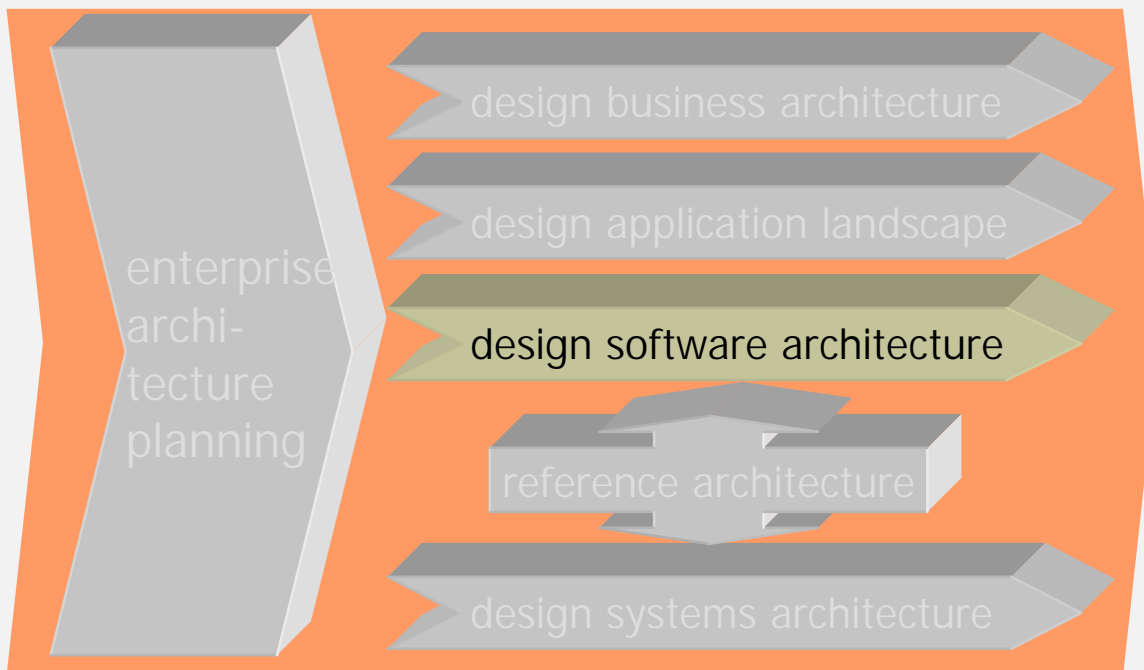 enterprise
archi-
tecture
planning
design business architecture
design application landscape
design software architecture
reference architecture
design systems architecture